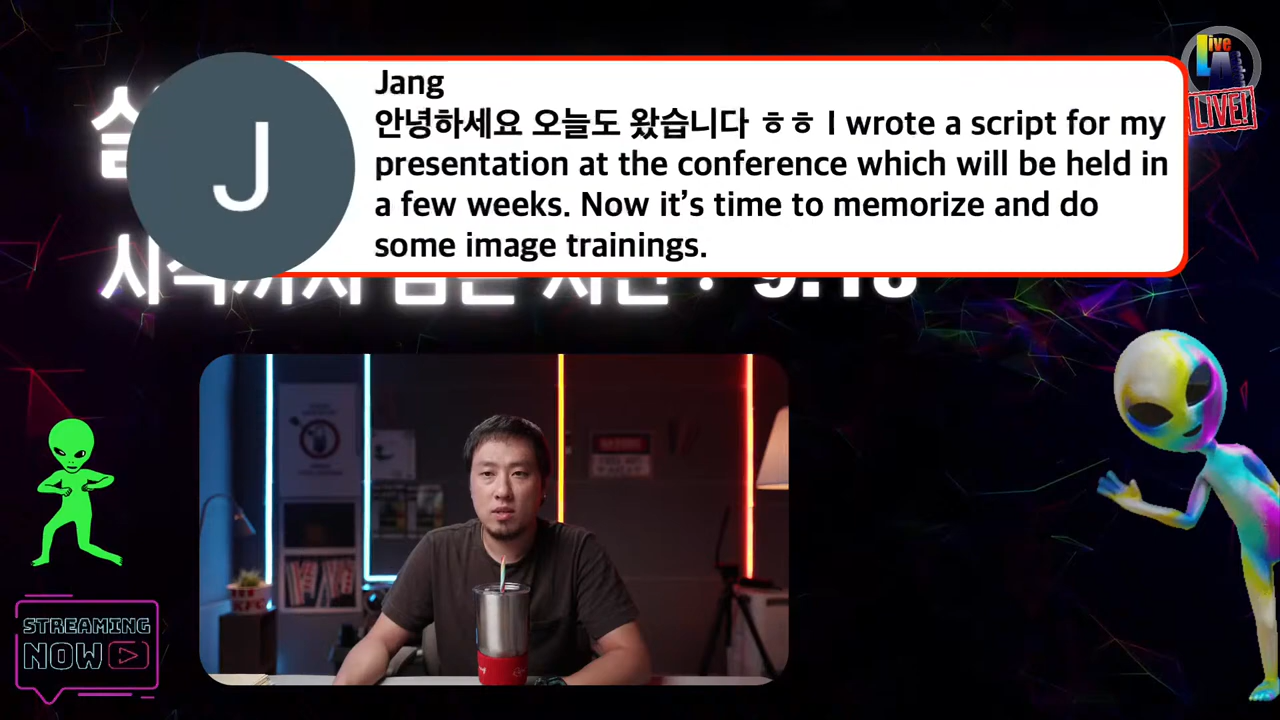 Jang
안녕하세요 오늘도 왔습니다 ㅎㅎ I wrote a script for my
presentation at the conference which will be held in
a few weeks. Now it's time to memorize and do
some image trainings.
J
Live
LIVE!
KFC
STREAMING
NOW